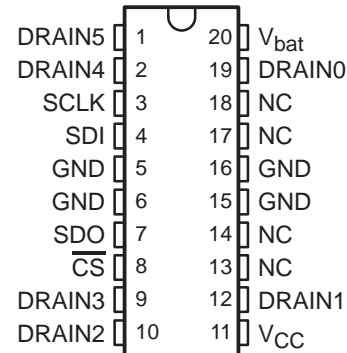 DRAIN5 1 20 Vbat
DRAIN4 2 19 DRAIN0
SCLK 3 18 NC
SDI 4 17 NC
GND 5 16 GND
GND 6 15 GND
SDO 7 14 NC
C̅S̅ 8 13 NC
DRAIN3 9 12 DRAIN1
DRAIN2 10 11 VCC